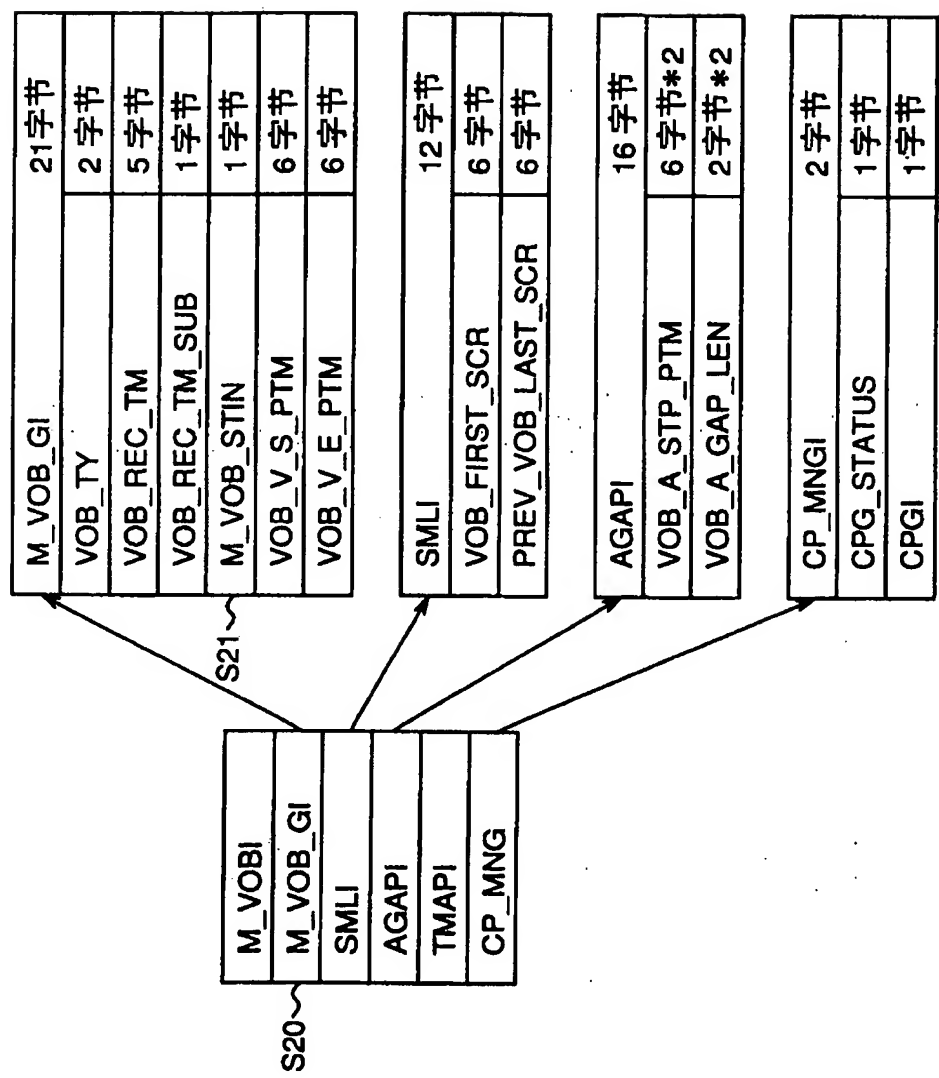 M_VOBI
M_VOB_GI
SMLI
AGAPI
TMAPI
CP_MNG
S20
M_VOB_GI 21字节
VOB_TY 2字节
VOB_REC_TM 5字节
VOB_REC_TM_SUB 1字节
M_VOB_STIN 1字节
VOB_V_S_PTM 6字节
VOB_V_E_PTM 6字节
S21
SMLI 12字节
VOB_FIRST_SCR 6字节
PREV_VOB_LAST_SCR 6字节
AGAPI 16字节
VOB_A_STP_PTM 6字节*2
VOB_A_GAP_LEN 2字节*2
CP_MNGI 2字节
CPG_STATUS 1字节
CPGI 1字节